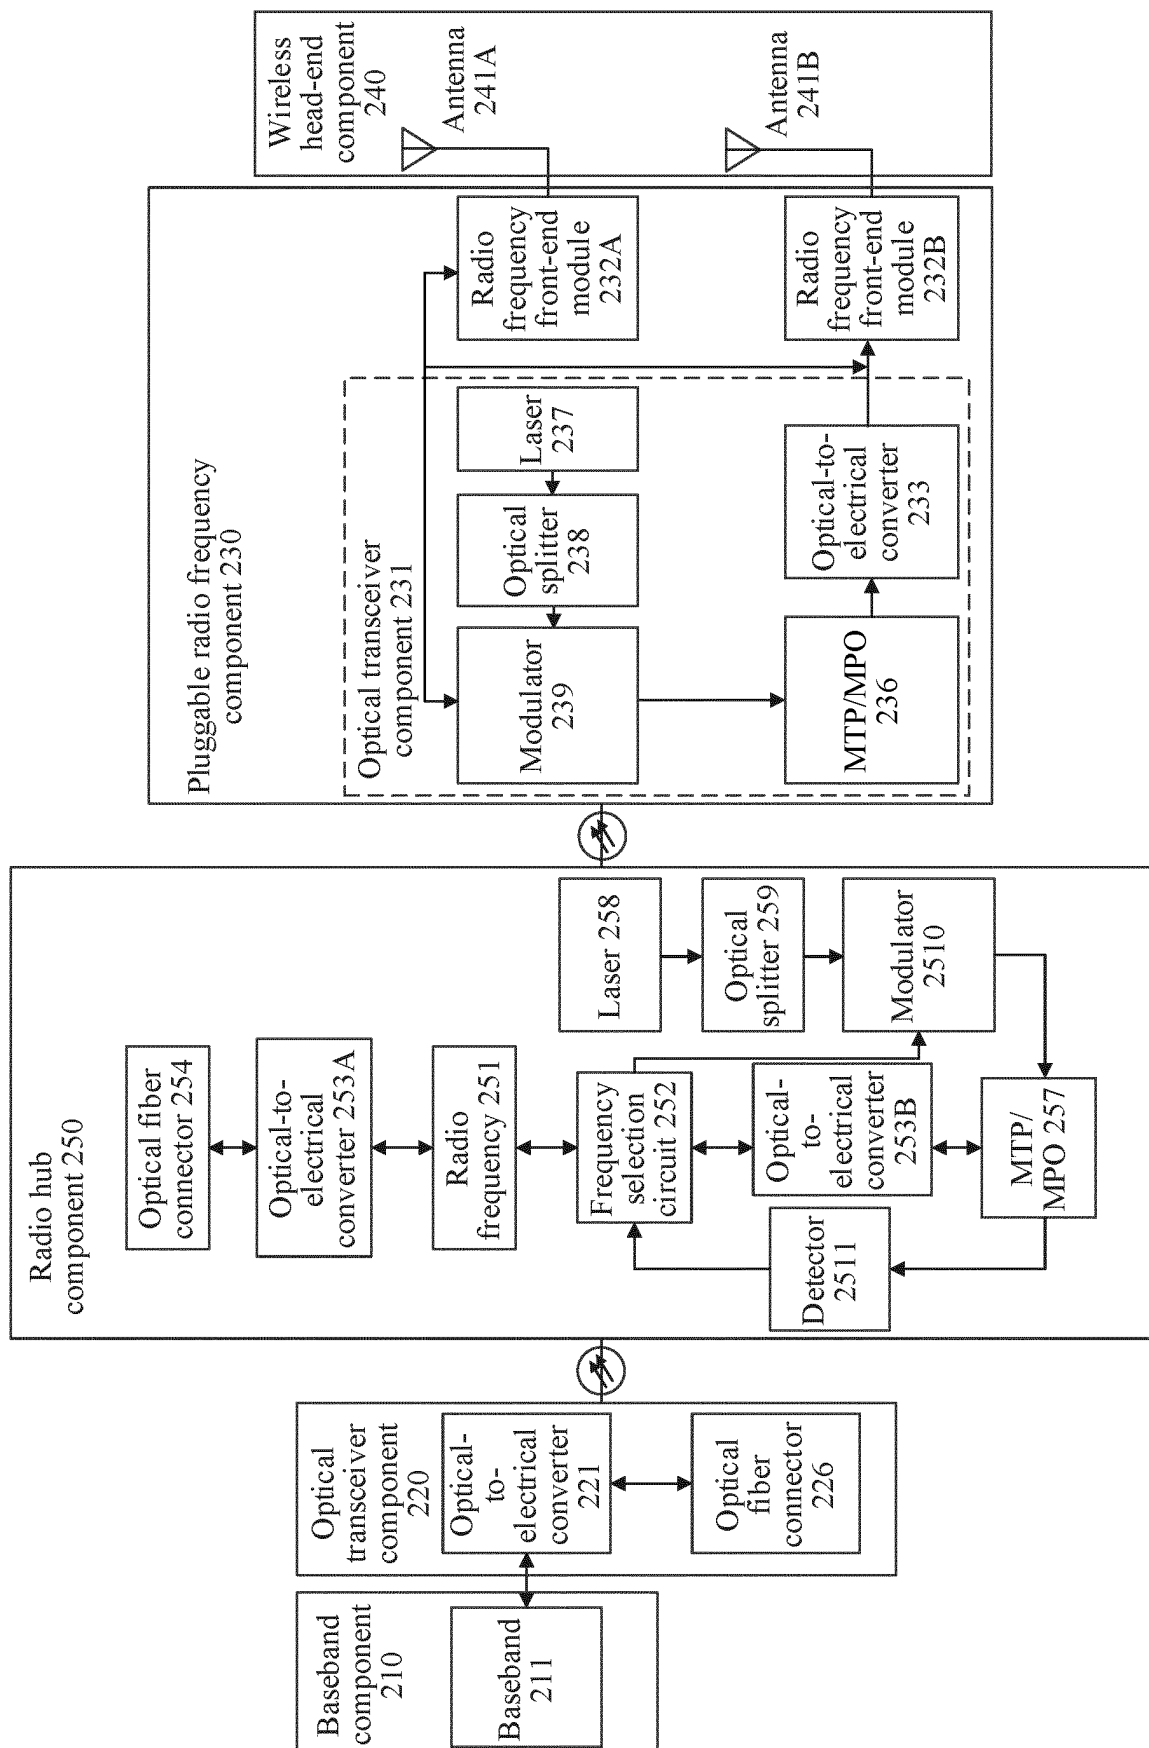 Baseband
component
210
Baseband
211
Optical
transceiver
component
220
Optical-
to-
electrical
converter
221
Optical
fiber
connector
226
Radio hub
component 250
Optical fiber
connector 254
Optical-to-
electrical
converter 253A
Radio
frequency 251
Frequency
selection
circuit 252
Optical-
to-
electrical
converter
253B
Detector
2511
MTP/
MPO 257
Laser 258
Optical
splitter 259
Modulator
2510
Pluggable radio frequency
component 230
Optical transceiver
component 231
Modulator
239
Optical
splitter
238
Laser
237
MTP/MPO
236
Optical-to-
electrical
converter
233
Radio
frequency
front-end
module
232A
Radio
frequency
front-end
module
232B
Wireless
head-end
component
240
Antenna
241A
Antenna
241B